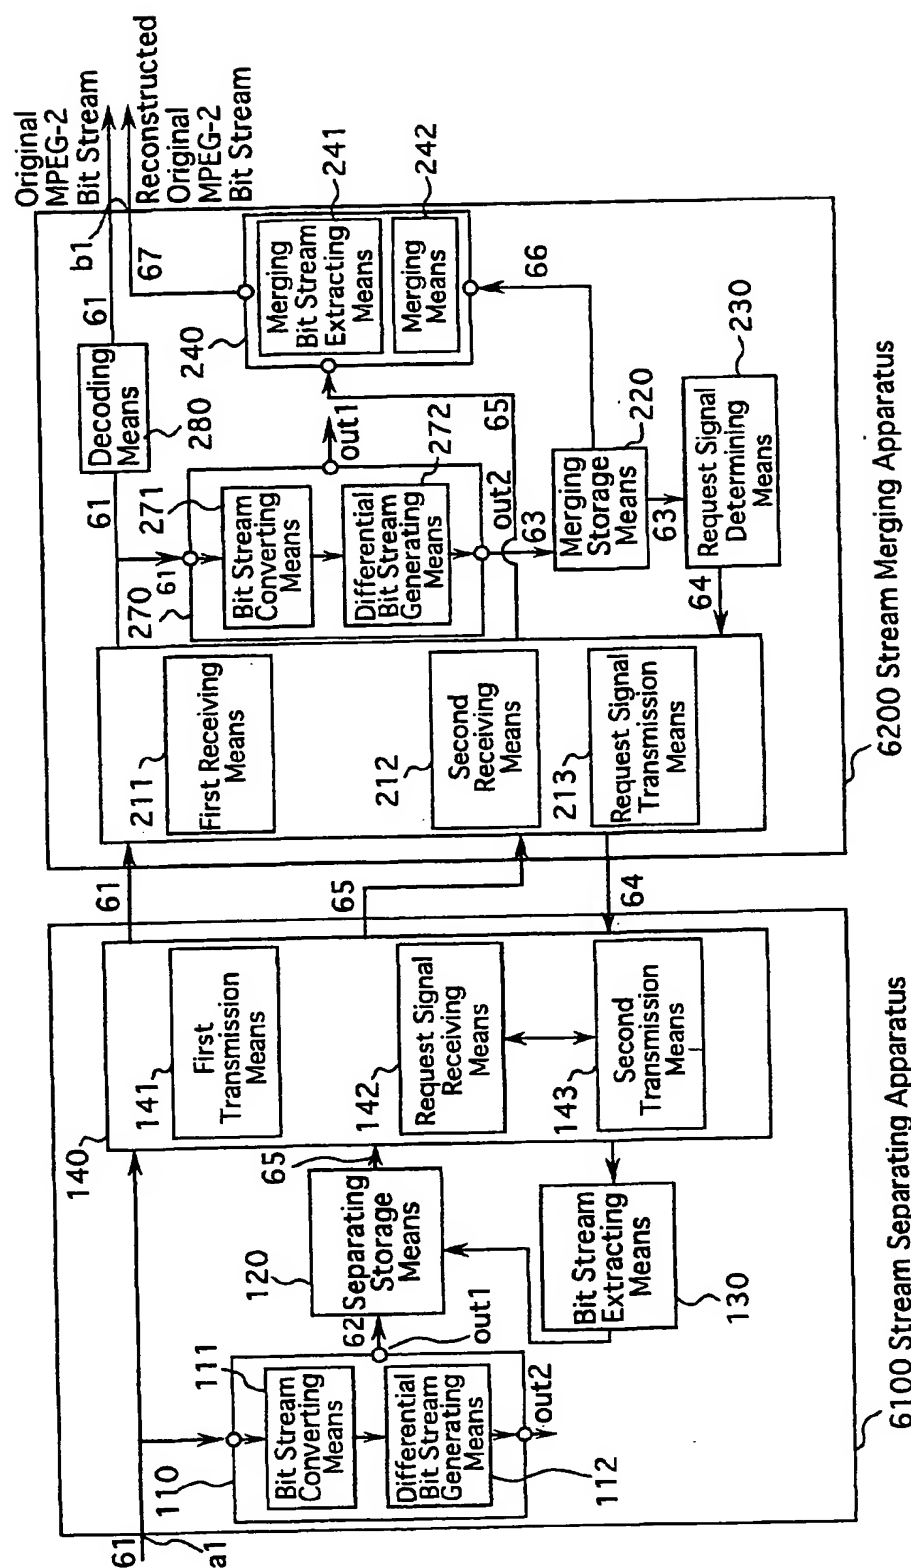 Original
MPEG-2
Bit Stream
b1
Reconstructed
Original
MPEG-2
Bit Stream
61
Decoding
Means
280
61
67
240
Merging
Bit Stream
Extracting
Means
241
Merging
Means
242
66
61
270
271
Bit Stream
Converting
Means
Differential
Bit Stream
Generating
Means
272
out1
out2
65
63
Merging
Storage
Means
220
63
Request Signal
Determining
Means
230
64
211
First Receiving
Means
212
Second
Receiving
Means
213
Request Signal
Transmission
Means
6200 Stream Merging Apparatus
61
65
64
140
141
First
Transmission
Means
142
Request Signal
Receiving
Means
143
Second
Transmission
Means
65
120
Separating
Storage
Means
62
out1
Bit Stream
Extracting
Means
130
110
111
Bit Stream
Converting
Means
Differential
Bit Stream
Generating
Means
112
out2
61
a1
6100 Stream Separating Apparatus